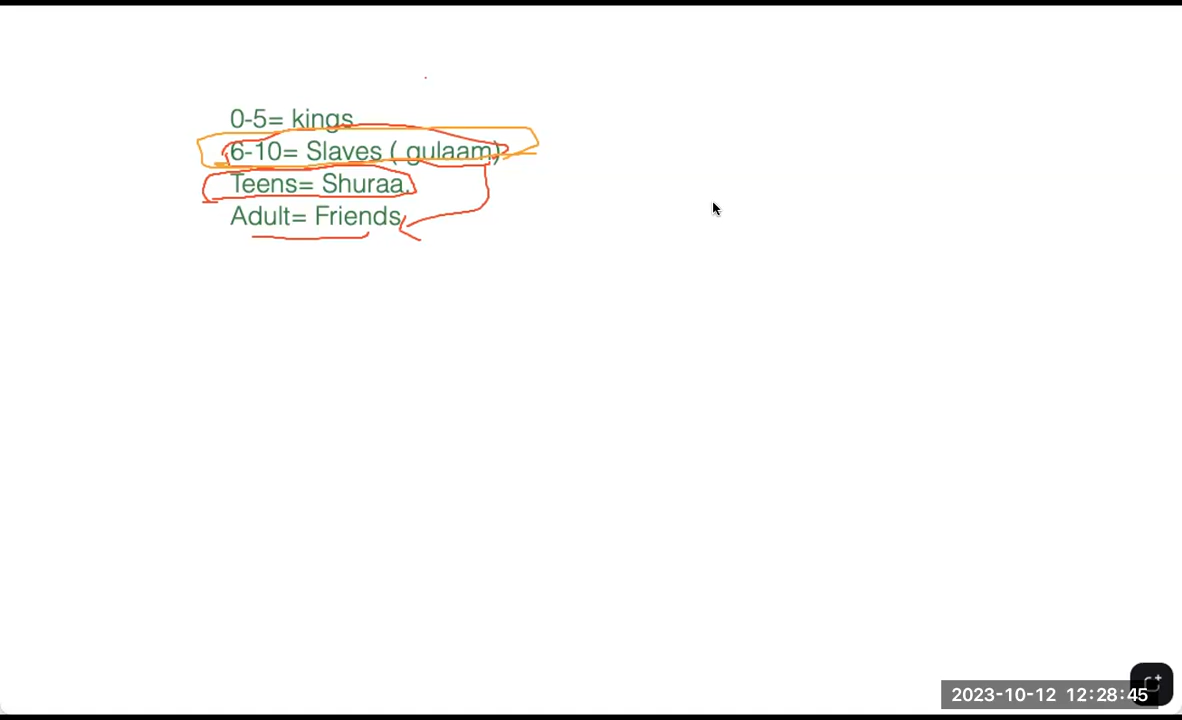 0-5= kings
6-10= Slaves ( gulaam)
Teens= Shuraa.
Adult= Friends
2023-10-12 12:28:45